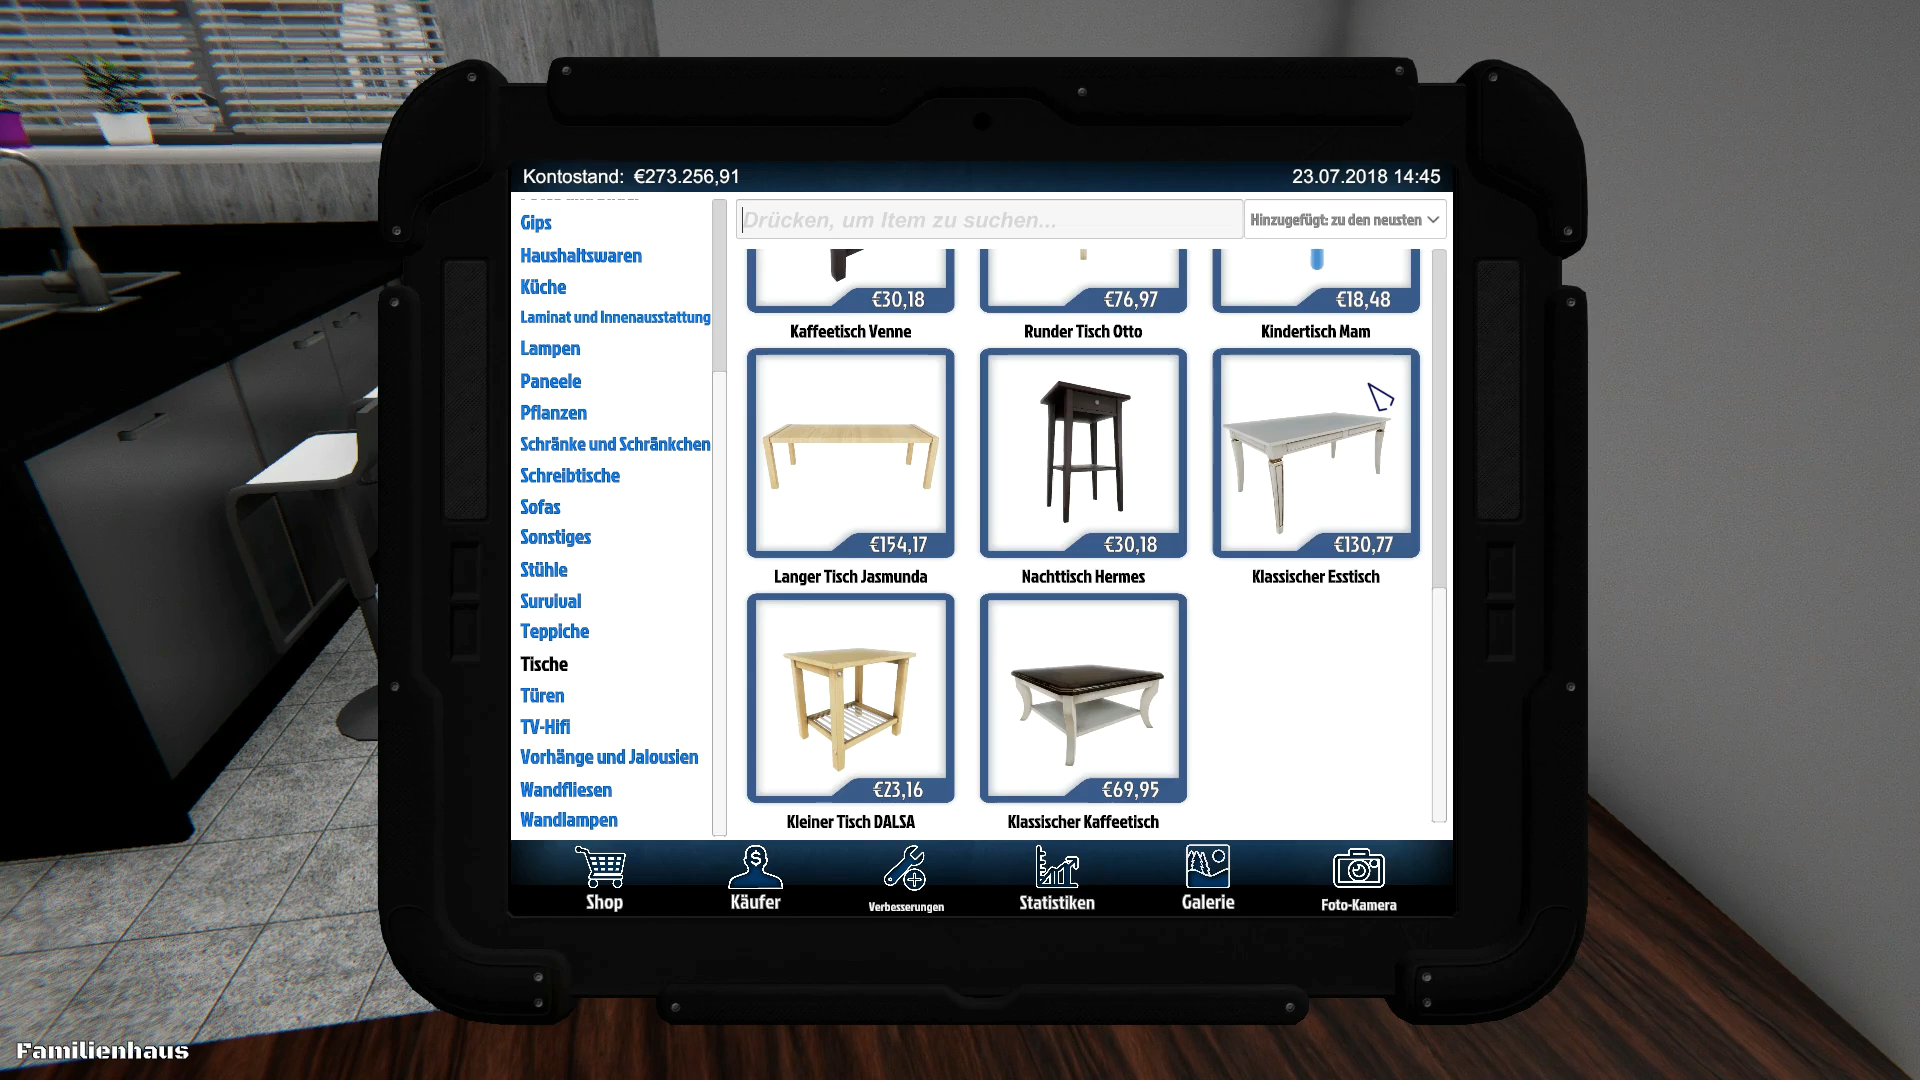 Kontostand: €273.256,91
23.07.2018 14:45
Gips
Haushaltswaren
Küche
Laminat und Innenausstattung
Lampen
Paneele
Pflanzen
Schränke und Schränkchen
Schreibtische
Sofas
Sonstiges
Stühle
Survival
Teppiche
Tische
Türen
TV-Hifi
Vorhänge und Jalousien
Wandfliesen
Wandlampen
Drücken, um Item zu suchen...
Hinzugefügt: zu den neusten
€30,18
€76,97
€18,48
Kaffeetisch Venne
Runder Tisch Otto
Kindertisch Mam
€154,17
€30,18
€130,77
Langer Tisch Jasmunda
Nachttisch Hermes
Klassischer Esstisch
€23,16
€69,95
Kleiner Tisch DALSA
Klassischer Kaffeetisch
Shop
Käufer
Verbesserungen
Statistiken
Galerie
Foto-Kamera
Familienhaus